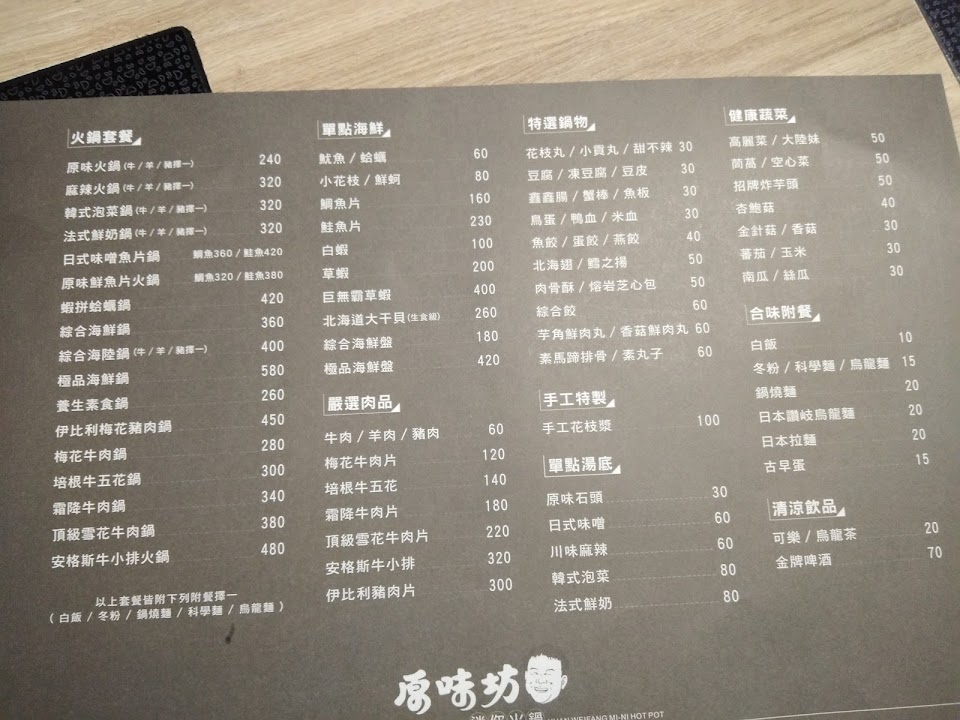 火鍋套餐
原味火鍋(牛/羊/豬擇一) 240
麻辣火鍋(牛/羊/豬擇一) 320
韓式泡菜鍋(牛/羊/豬擇一) 320
法式鮮奶鍋(牛/羊/豬擇一) 320
日式味噌魚片鍋 鯛魚360/鮭魚420
原味鮮魚片火鍋 鯛魚320/鮭魚380
蝦拼蛤蠣鍋 420
綜合海鮮鍋 360
綜合海陸鍋(牛/羊/豬擇一) 400
極品海鮮鍋 580
養生素食鍋 260
伊比利梅花豬肉鍋 450
梅花牛肉鍋 280
培根牛五花鍋 300
霜降牛肉鍋 340
頂級雪花牛肉鍋 380
安格斯牛小排火鍋 480
以上套餐皆附下列附餐擇一
(白飯/冬粉/鍋燒麵/科學麵/烏龍麵)
單點海鮮
魷魚/蛤蠣 60
小花枝/鮮蚵 80
鯛魚片 160
鮭魚片 230
白蝦 100
草蝦 200
巨無霸草蝦 400
北海道大干貝(生食級) 260
綜合海鮮盤 180
極品海鮮盤 420
嚴選肉品
牛肉/羊肉/豬肉 60
梅花牛肉片 120
培根牛五花 140
霜降牛肉片 180
頂級雪花牛肉片 220
安格斯牛小排 320
伊比利豬肉片 300
特選鍋物
花枝丸/小貢丸/甜不辣 30
豆腐/凍豆腐/豆皮 30
鑫鑫腸/蟹棒/魚板 30
鳥蛋/鴨血/米血 30
魚餃/蛋餃/燕餃 40
北海翅/鱈之揚 50
肉骨酥/熔岩芝心包 50
綜合餃 60
芋角鮮肉丸/香菇鮮肉丸 60
素馬蹄排骨/素丸子 60
手工特製
手工花枝漿 100
單點湯底
原味石頭 30
日式味噌 60
川味麻辣 60
韓式泡菜 80
法式鮮奶 80
健康蔬菜
高麗菜/大陸妹 50
茼萵/空心菜 50
招牌炸芋頭 50
杏鮑菇 40
金針菇/香菇 30
蕃茄/玉米 30
南瓜/絲瓜 30
合味附餐
白飯 10
冬粉/科學麵/烏龍麵 15
鍋燒麵 20
日本讚岐烏龍麵 20
日本拉麵 20
古早蛋 15
清涼飲品
可樂/烏龍茶 20
金牌啤酒 70
原味坊
迷你火鍋 YUAN WEIFANG MI-NI HOT POT